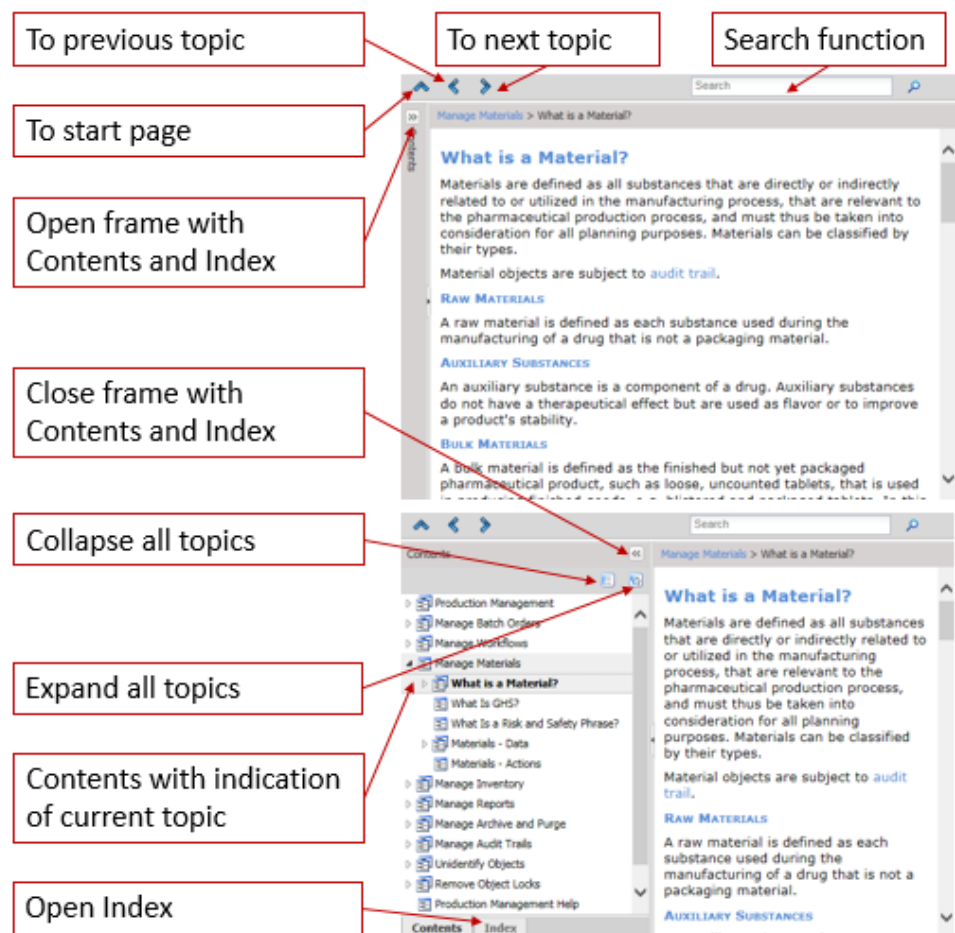 To previous topic
To next topic
Search function
Search
To start page
Manage Materials > What is a Material?
Contents
What is a Material?
Materials are defined as all substances that are directly or indirectly
related to or utilized in the manufacturing process, that are relevant to
the pharmaceutical production process, and must thus be taken into
consideration for all planning purposes. Materials can be classified by
their types.
Material objects are subject to audit trail.
Open frame with
Contents and Index
RAW MATERIALS
A raw material is defined as each substance used during the
manufacturing of a drug that is not a packaging material.
AUXILIARY SUBSTANCES
An auxiliary substance is a component of a drug. Auxiliary substances
do not have a therapeutical effect but are used as flavor or to improve
a product's stability.
Close frame with
Contents and Index
BULK MATERIALS
A bulk material is defined as the finished but not yet packaged
pharmaceutical product, such as loose, uncounted tablets, that is used
Collapse all topics
Search
Contents
Manage Materials > What is a Material?
Production Management
Manage Batch Orders
Manage Workflows
Manage Materials
What is a Material?
What Is GHS?
What Is a Risk and Safety Phrase?
Materials - Data
Materials - Actions
Manage Inventory
Manage Reports
Manage Archive and Purge
Manage Audit Trails
Unidentify Objects
Remove Object Locks
Production Management Help
Contents
Index
Expand all topics
Contents with indication
of current topic
Open Index
What is a Material?
Materials are defined as all substances
that are directly or indirectly related to
or utilized in the manufacturing
process, that are relevant to the
pharmaceutical production process,
and must thus be taken into
consideration for all planning
purposes. Materials can be classified
by their types.
Material objects are subject to audit
trail.
RAW MATERIALS
A raw material is defined as each
substance used during the
manufacturing of a drug that is not a
packaging material.
AUXILIARY SUBSTANCES